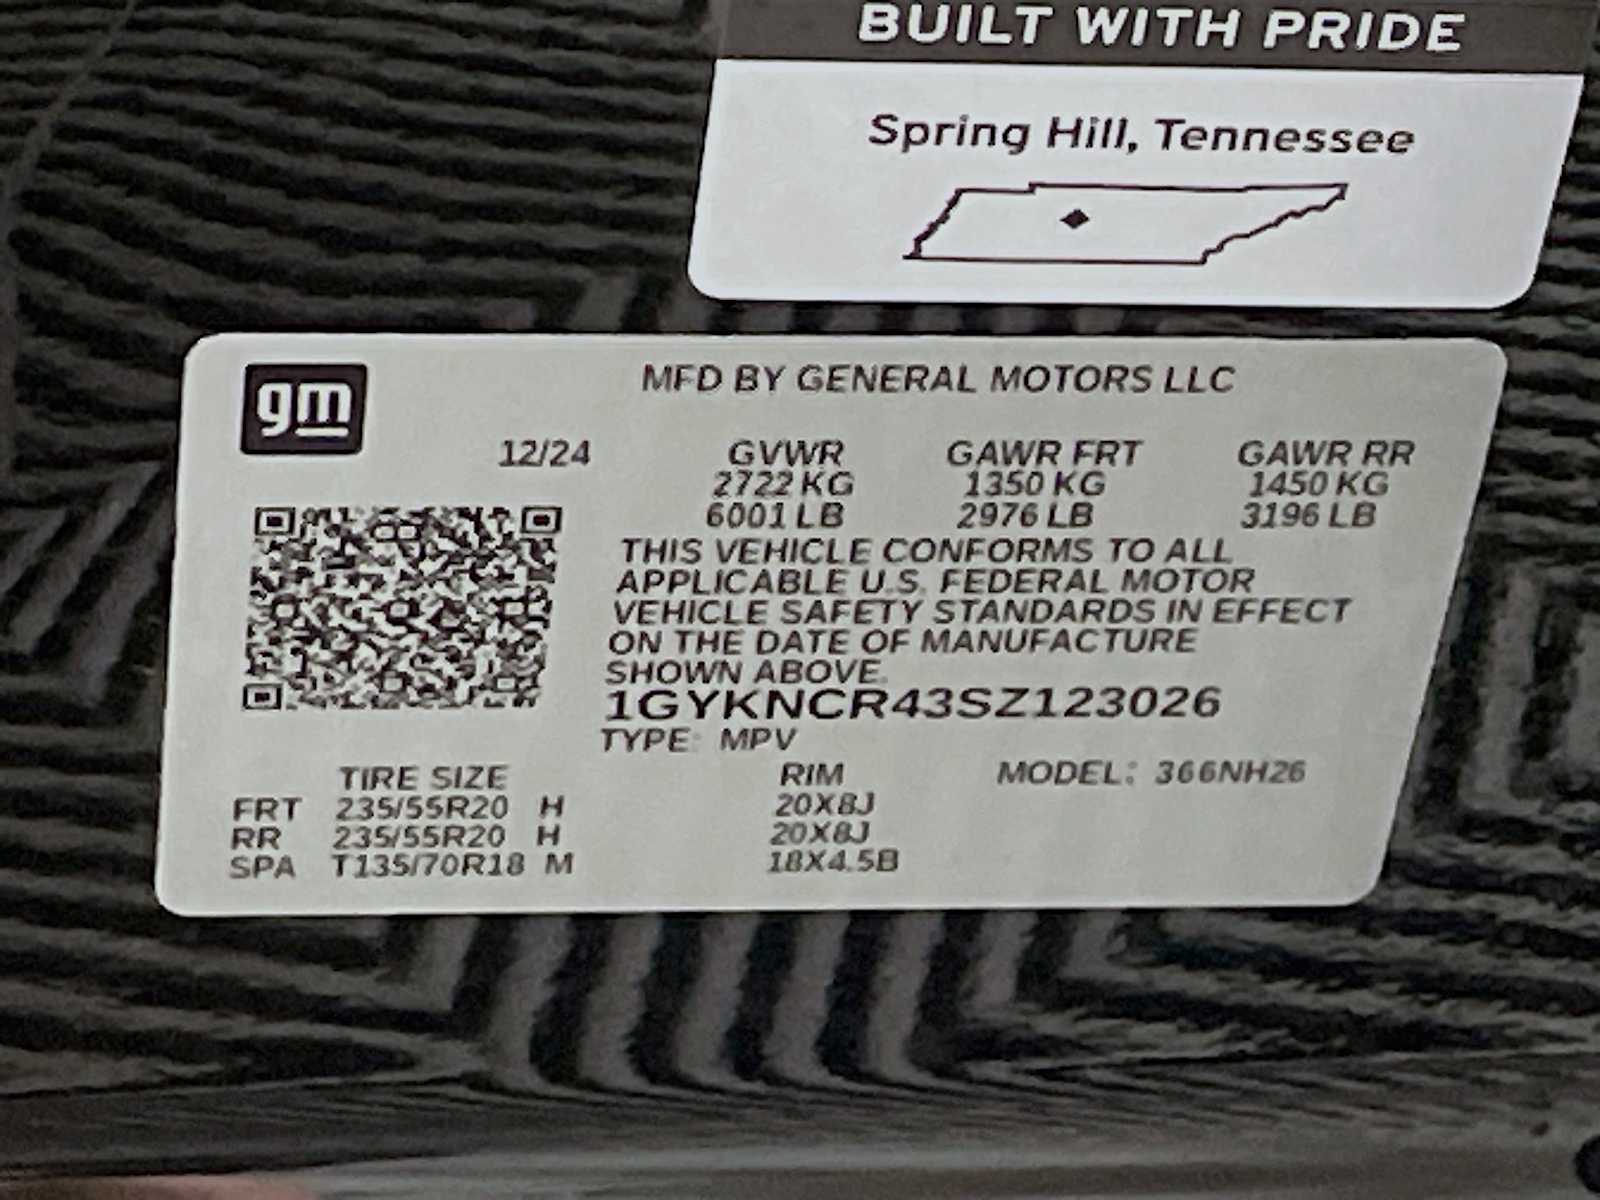 BUILT WITH PRIDE
Spring Hill, Tennessee
gm
MFD BY GENERAL MOTORS LLC
12/24 GVWR GAWR FRT GAWR RR
2722 KG 1350 KG 1450 KG
6001 LB 2976 LB 3196 LB
THIS VEHICLE CONFORMS TO ALL
APPLICABLE U.S. FEDERAL MOTOR
VEHICLE SAFETY STANDARDS IN EFFECT
ON THE DATE OF MANUFACTURE
SHOWN ABOVE.
1GYKNCR43SZ123026
TYPE: MPV
TIRE SIZE RIM MODEL: 366NH26
FRT 235/55R20 H 20X8J
RR 235/55R20 H 20X8J
SPA T135/70R18 M 18X4.5B